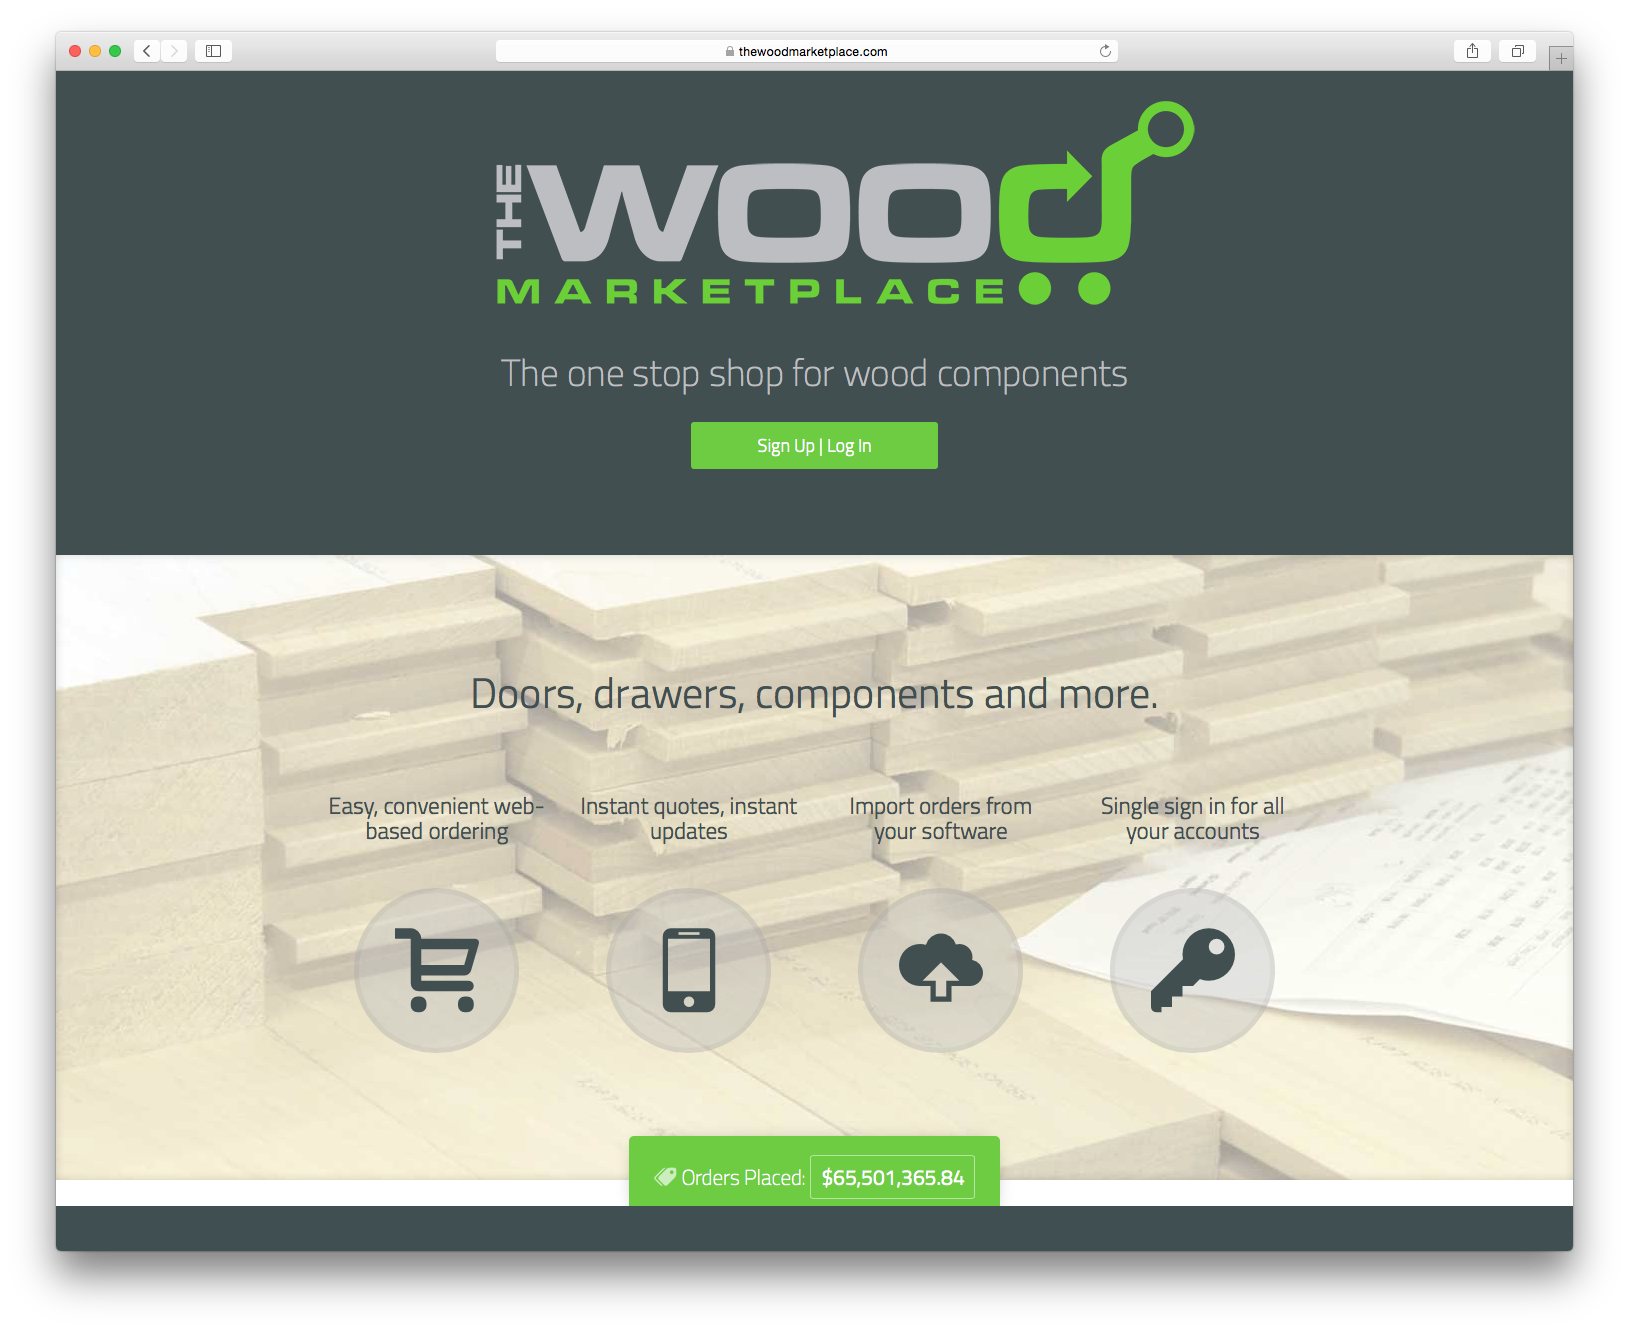 thewoodmarketplace.com
THE WOOD
MARKETPLACE
The one stop shop for wood components
Sign Up | Log In
Doors, drawers, components and more.
Easy, convenient web-
based ordering
Instant quotes, instant
updates
Import orders from
your software
Single sign in for all
your accounts
Orders Placed: $65,501,365.84